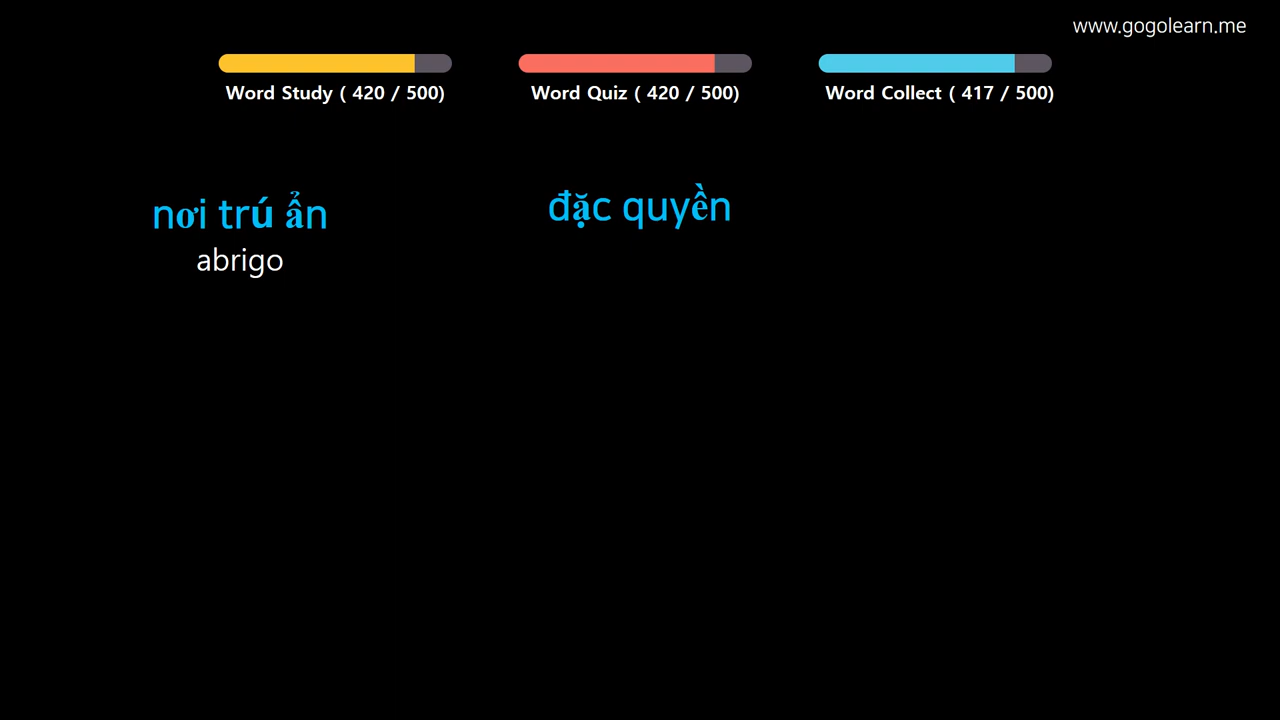 www.gogolearn.me
Word Study ( 420 / 500)
Word Quiz ( 420 / 500)
Word Collect ( 417 / 500)
nơi trú ẩn
abrigo
đặc quyền